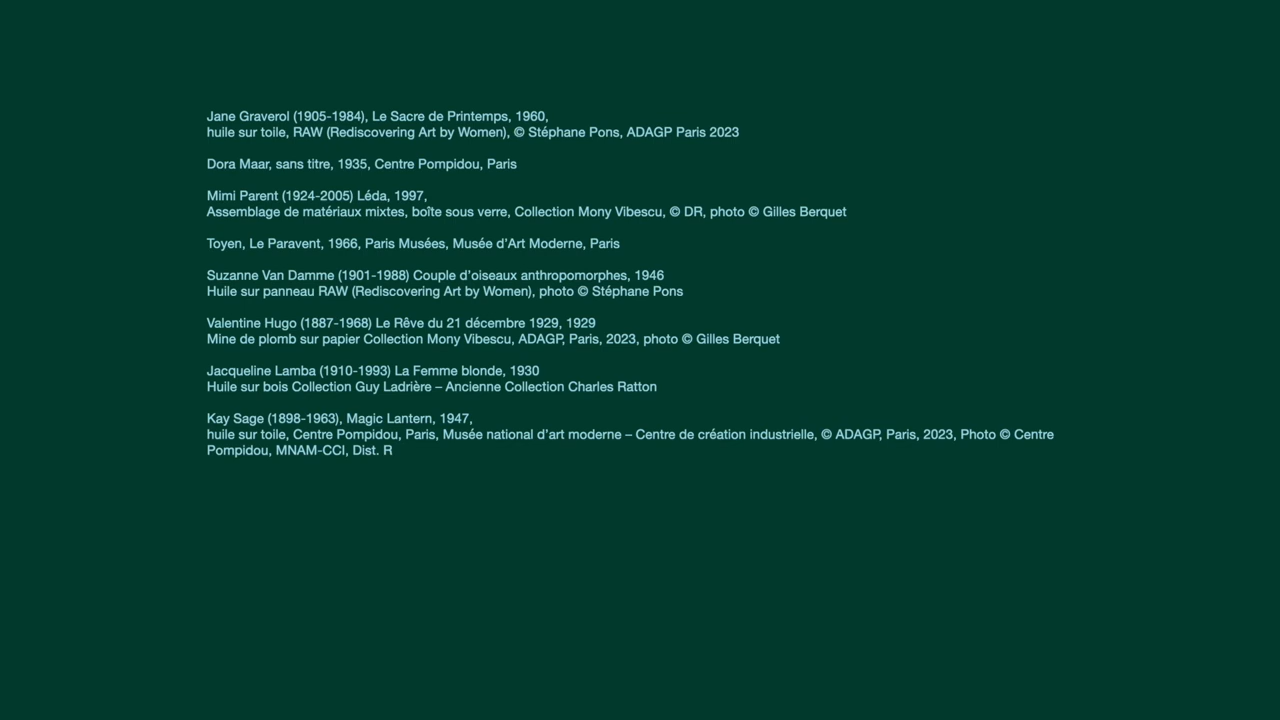 Jane Graverol (1905-1984), Le Sacre de Printemps, 1960,
huile sur toile, RAW (Rediscovering Art by Women), © Stéphane Pons, ADAGP Paris 2023
Dora Maar, sans titre, 1935, Centre Pompidou, Paris
Mimi Parent (1924-2005) Léda, 1997,
Assemblage de matériaux mixtes, boîte sous verre, Collection Mony Vibescu, © DR, photo © Gilles Berquet
Toyen, Le Paravent, 1966, Paris Musées, Musée d'Art Moderne, Paris
Suzanne Van Damme (1901-1988) Couple d'oiseaux anthropomorphes, 1946
Huile sur panneau RAW (Rediscovering Art by Women), photo © Stéphane Pons
Valentine Hugo (1887-1968) Le Rêve du 21 décembre 1929, 1929
Mine de plomb sur papier Collection Mony Vibescu, ADAGP, Paris, 2023, photo © Gilles Berquet
Jacqueline Lamba (1910-1993) La Femme blonde, 1930
Huile sur bois Collection Guy Ladrière – Ancienne Collection Charles Ratton
Kay Sage (1898-1963), Magic Lantern, 1947,
huile sur toile, Centre Pompidou, Paris, Musée national d'art moderne – Centre de création industrielle, © ADAGP, Paris, 2023, Photo © Centre
Pompidou, MNAM-CCI, Dist. R